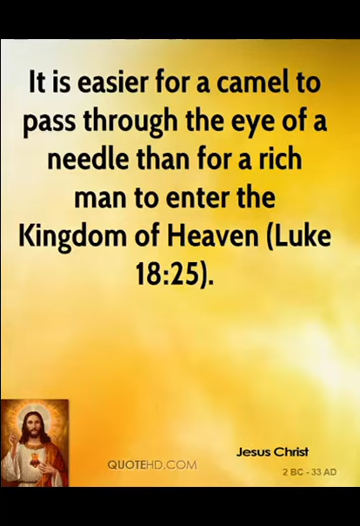 It is easier for a camel to
pass through the eye of a
needle than for a rich
man to enter the
Kingdom of Heaven (Luke
18:25).
Jesus Christ
QUOTEHD.COM
2 BC - 33 AD